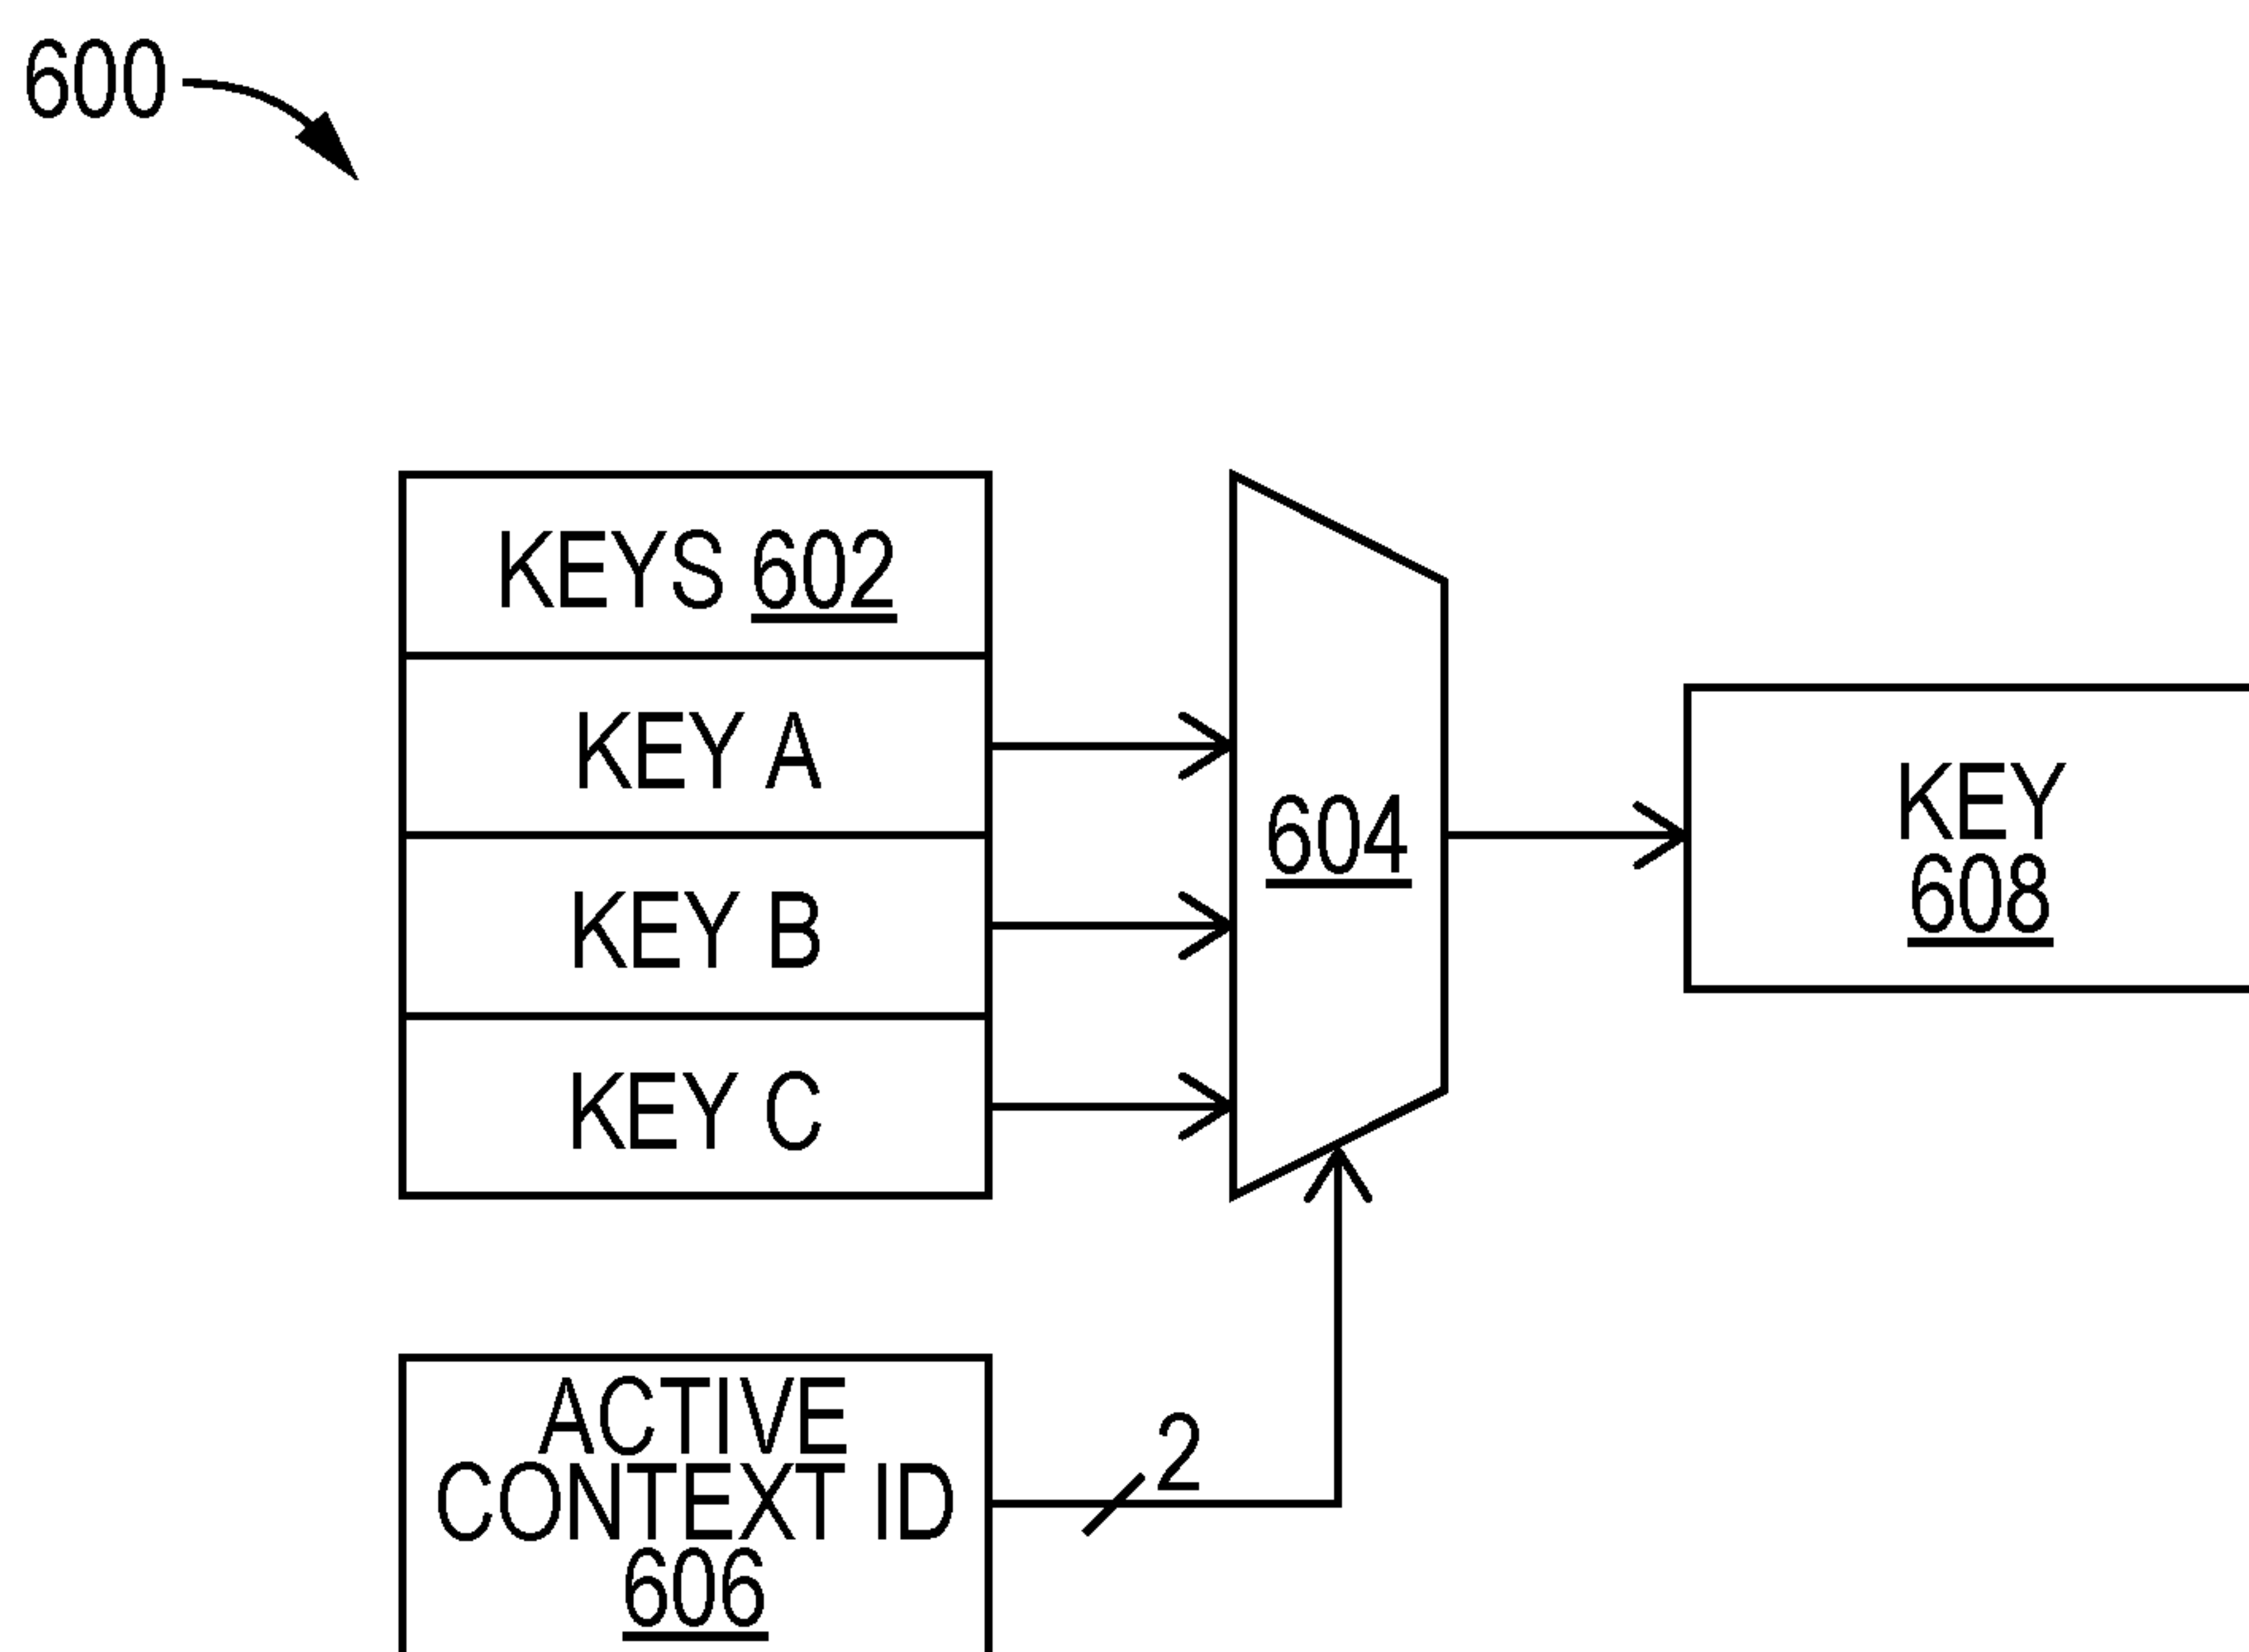 600
KEYS 602
KEY A
KEY B
KEY C
604
KEY
608
ACTIVE
CONTEXT ID
606
2